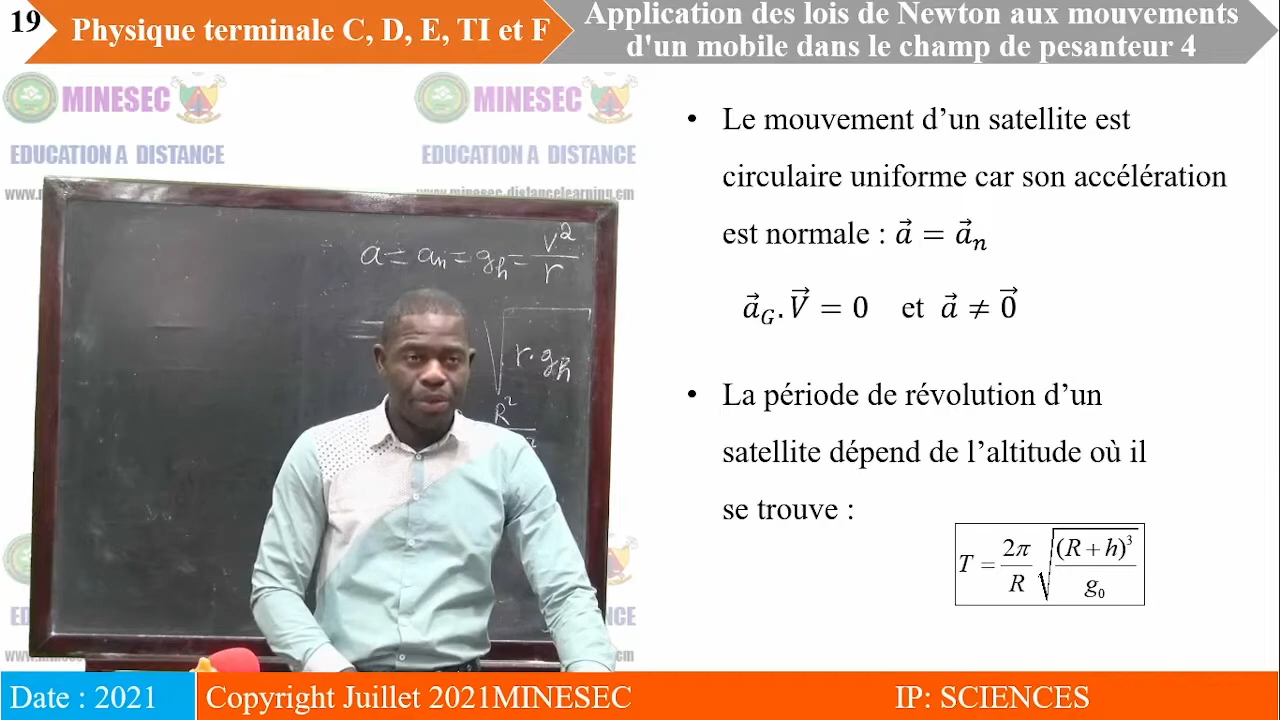 19
Physique terminale C, D, E, TI et F
Application des lois de Newton aux mouvements
d'un mobile dans le champ de pesanteur 4
MINESEC
MINESEC
EDUCATION A DISTANCE
EDUCATION A DISTANCE
a = an = gh = V² / r
√ r · gh
R²
• Le mouvement d’un satellite est
circulaire uniforme car son accélération
est normale : a⃗ = a⃗ₙ
a⃗_G . V⃗ = 0 et a⃗ ≠ 0⃗
• La période de révolution d’un
satellite dépend de l’altitude où il
se trouve :
T = 2π/R √((R + h)³/g₀)
Date : 2021
Copyright Juillet 2021MINESEC
IP: SCIENCES